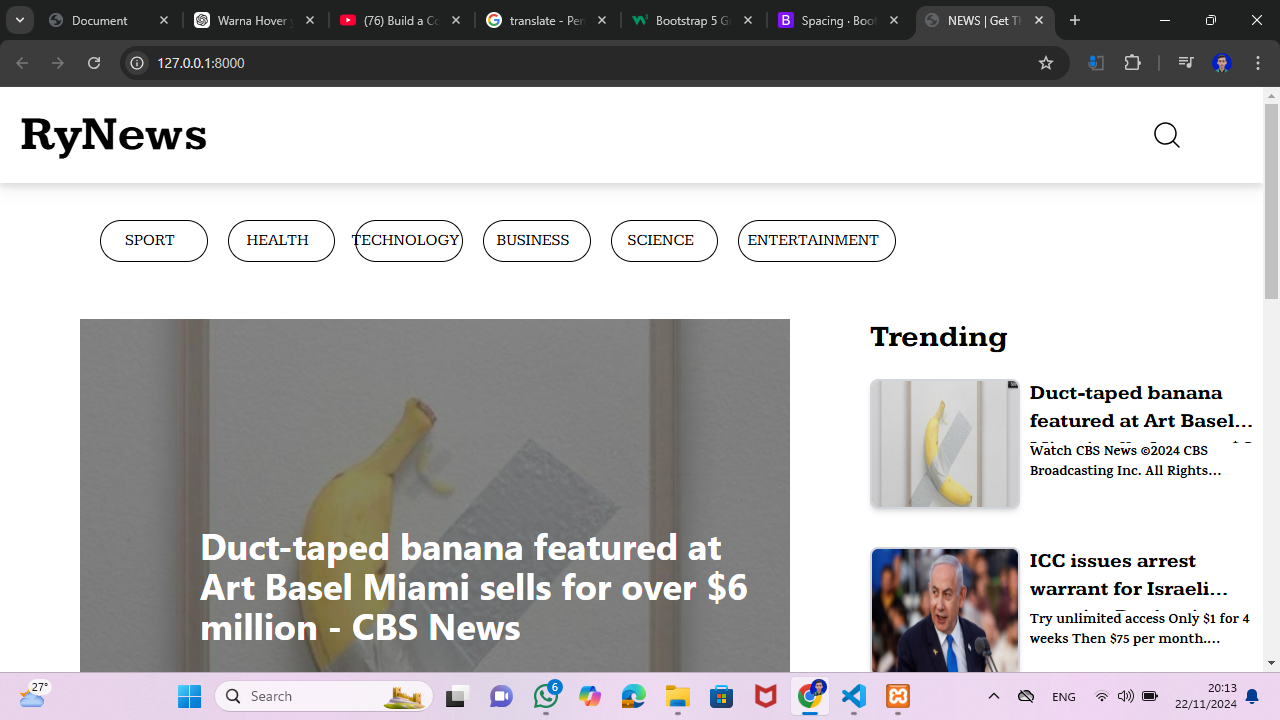 Document
Warna Hover
(76) Build a Co
translate - Pen
Bootstrap 5 Gr
Spacing · Boot
NEWS | Get Th
127.0.0.1:8000
RyNews
SPORT
HEALTH
TECHNOLOGY
BUSINESS
SCIENCE
ENTERTAINMENT
Duct-taped banana featured at
Art Basel Miami sells for over $6
million - CBS News
Trending
Duct-taped banana
featured at Art Basel...
Watch CBS News ©2024 CBS
Broadcasting Inc. All Rights...
ICC issues arrest
warrant for Israeli...
Try unlimited access Only $1 for 4
weeks Then $75 per month....
27°
Search
6
ENG
20:13
22/11/2024